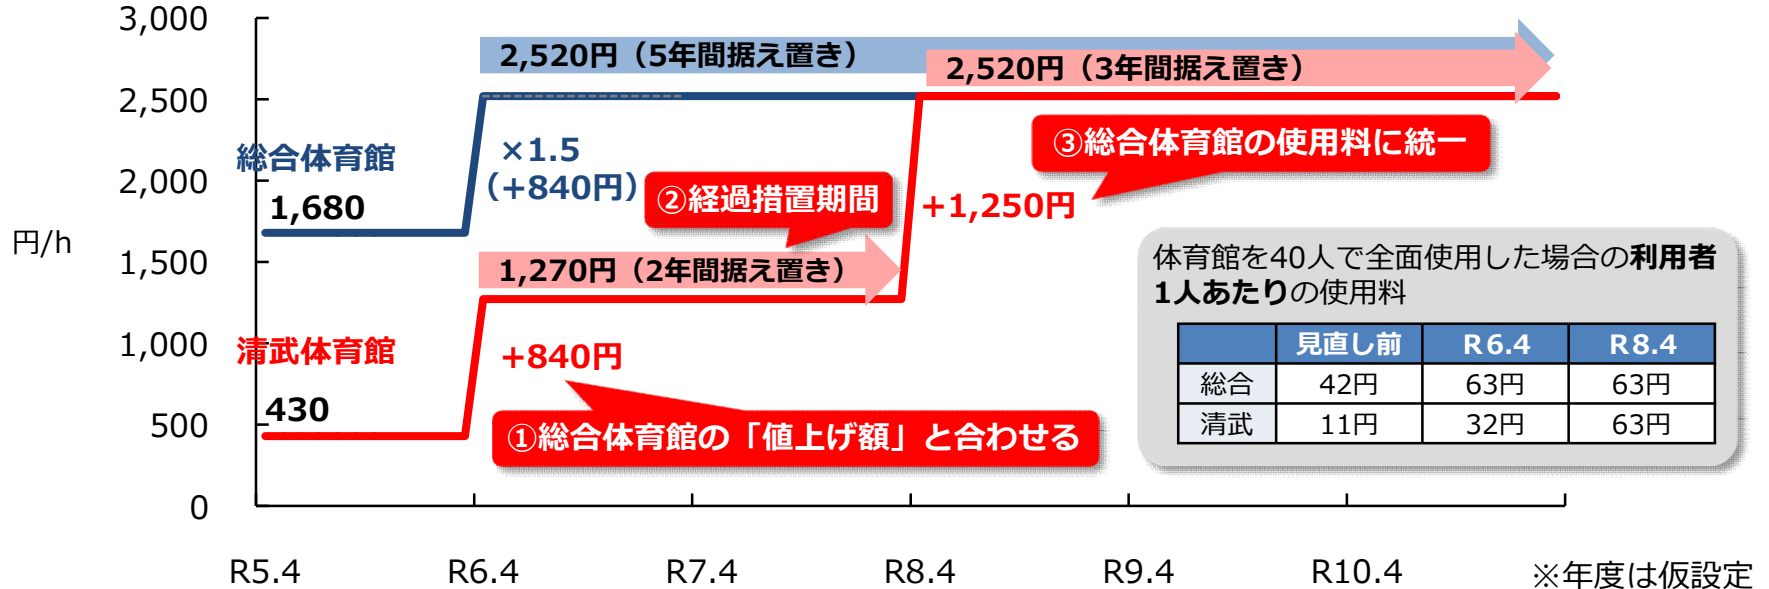 3,000
2,500
2,000
1,500
1,000
500
0
円/h
2,520円（5年間据え置き）
2,520円（3年間据え置き）
総合体育館
1,680
×1.5
（+840円）
②経過措置期間
③総合体育館の使用料に統一
+1,250円
1,270円（2年間据え置き）
清武体育館
430
+840円
①総合体育館の「値上げ額」と合わせる
体育館を40人で全面使用した場合の利用者
1人あたりの使用料
見直し前 R6.4 R8.4
総合 42円 63円 63円
清武 11円 32円 63円
R5.4 R6.4 R7.4 R8.4 R9.4 R10.4
※年度は仮設定